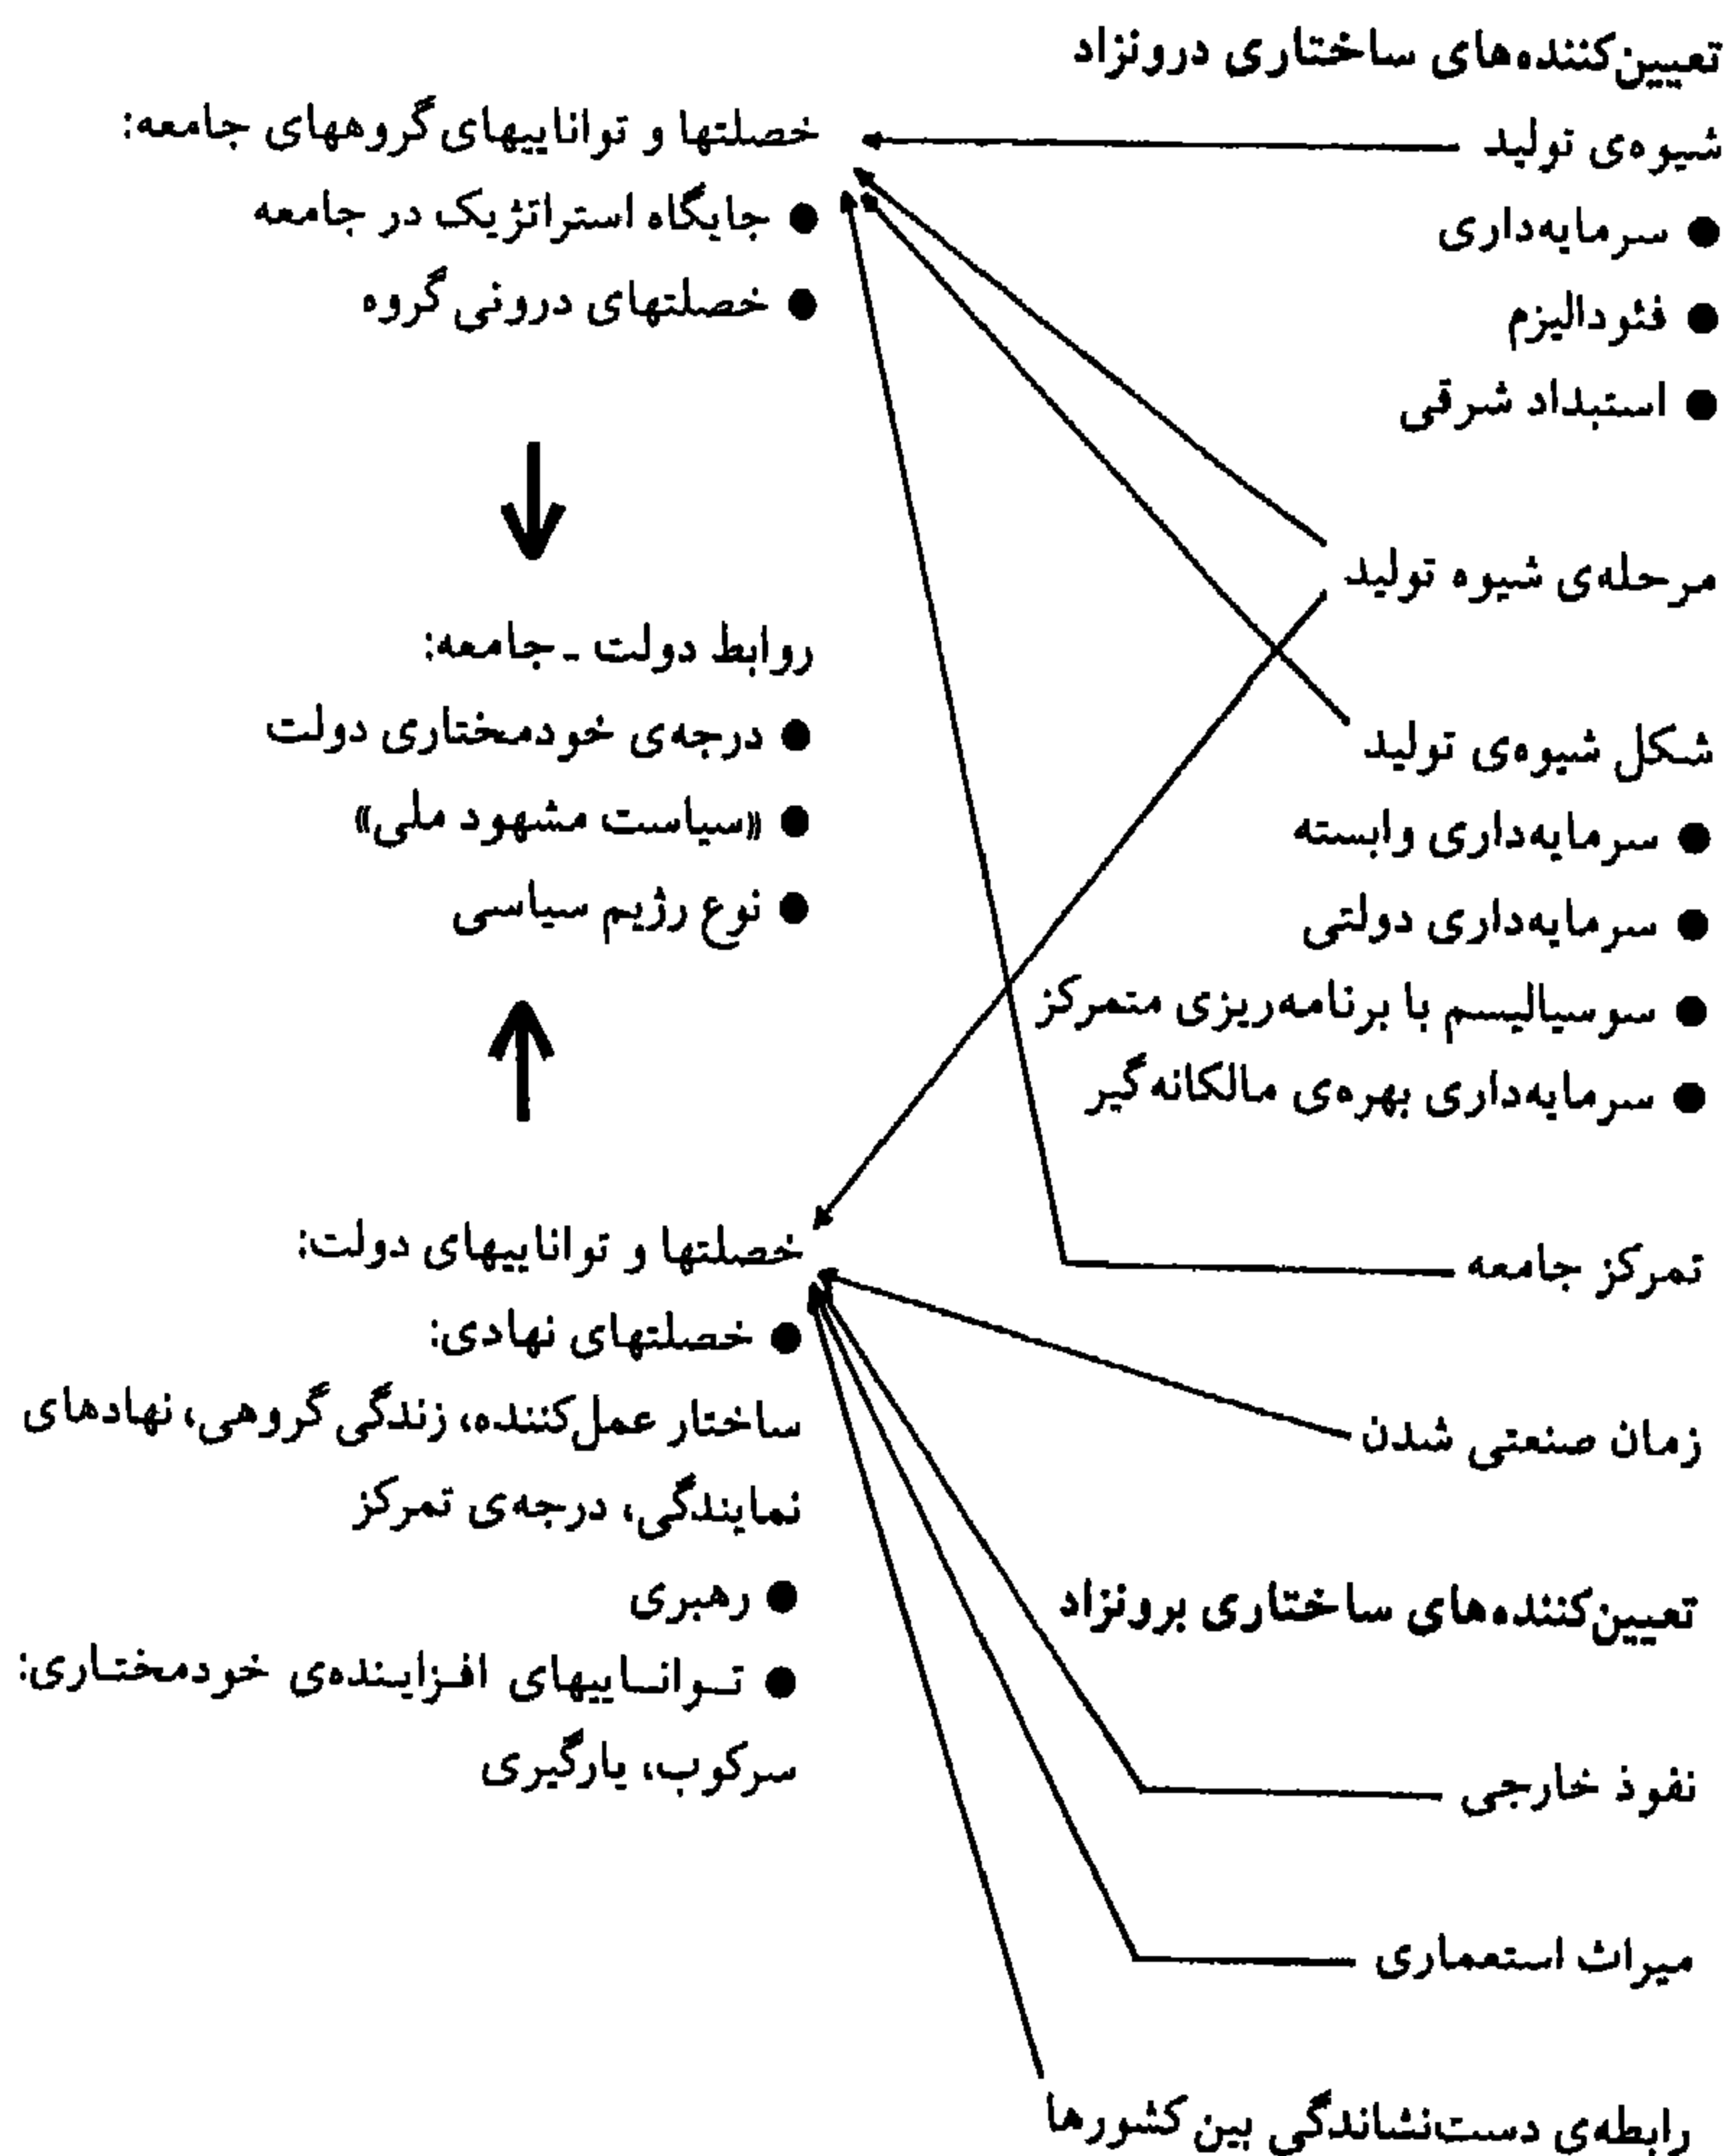 تعیین‌کننده‌های ساختاری درونزاد
شیوه‌ی تولید
● سرمایه‌داری
● فئودالیزم
● استبداد شرقی
مرحله‌ی شیوه تولید
شکل شیوه‌ی تولید
● سرمایه‌داری وابسته
● سرمایه‌داری دولتی
● سوسیالیسم با برنامه‌ریزی متمرکز
● سرمایه‌داری بهره‌ی مالکانه‌گیر
تمرکز جامعه
زمان صنعتی شدن
تعیین‌کننده‌های ساختاری برونزاد
نفوذ خارجی
میراث استعماری
رابطه‌ی دست‌نشاندگی بین کشورها
خصلتها و تواناییهای گروههای جامعه:
● جایگاه استراتژیک در جامعه
● خصلتهای درونی گروه
روابط دولت ـ جامعه:
● درجه‌ی خودمختاری دولت
● «سیاست مشهود ملی»
● نوع رژیم سیاسی
خصلتها و تواناییهای دولت:
● خصلتهای نهادی:
ساختار عمل‌کننده، زندگی گروهی، نهادهای
نمایندگی، درجه‌ی تمرکز
● رهبری
● تـوانـاییهای افـزاینده‌ی خودمختـاری:
سرکوب، یارگیری